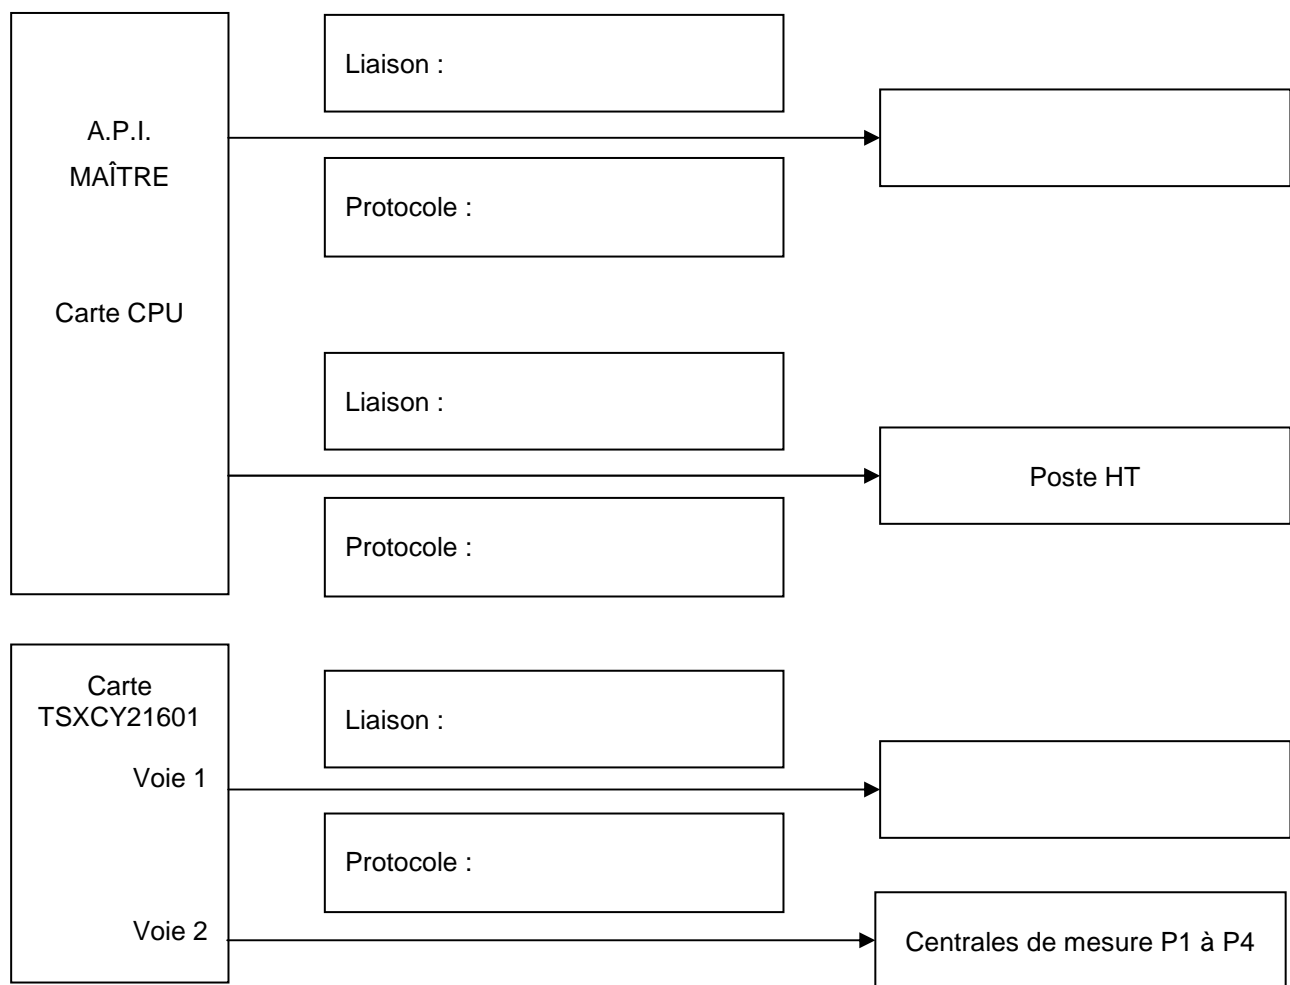 Liaison :
A.P.I.
MAÎTRE
Protocole :
Carte CPU
Liaison :
Poste HT
Protocole :
Carte
TSXCY21601
Liaison :
Voie 1
Protocole :
Voie 2
Centrales de mesure P1 à P4